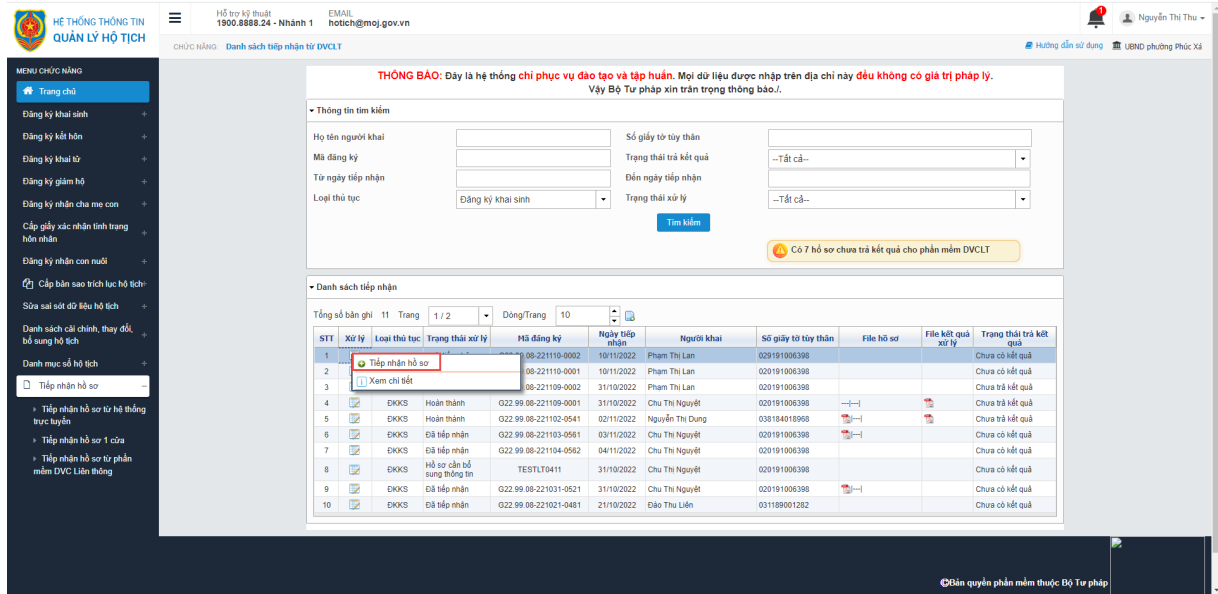 HỆ THỐNG THÔNG TIN
QUẢN LÝ HỘ TỊCH
Hỗ trợ kỹ thuật
1900.8888.24 - Nhánh 1
EMAIL
hotich@moj.gov.vn
1
Nguyễn Thị Thu
CHỨC NĂNG: Danh sách tiếp nhận từ DVCLT
Hướng dẫn sử dụng
UBND phường Phúc Xá
MENU CHỨC NĂNG
Trang chủ
Đăng ký khai sinh
Đăng ký kết hôn
Đăng ký khai tử
Đăng ký giám hộ
Đăng ký nhận cha mẹ con
Cấp giấy xác nhận tình trạng
hôn nhân
Đăng ký nhận con nuôi
Cấp bản sao trích lục hộ tịch
Sửa sai sót dữ liệu hộ tịch
Danh sách cải chính, thay đổi,
bổ sung hộ tịch
Danh mục sổ hộ tịch
Tiếp nhận hồ sơ
Tiếp nhận hồ sơ từ hệ thống
trực tuyến
Tiếp nhận hồ sơ 1 cửa
Tiếp nhận hồ sơ từ phần
mềm DVC Liên thông
THÔNG BÁO: Đây là hệ thống chỉ phục vụ đào tạo và tập huấn. Mọi dữ liệu được nhập trên địa chỉ này đều không có giá trị pháp lý.
Vậy Bộ Tư pháp xin trân trọng thông báo./.
Thông tin tìm kiếm
Họ tên người khai
Số giấy tờ tùy thân
Mã đăng ký
Trạng thái trả kết quả --Tất cả--
Từ ngày tiếp nhận
Đến ngày tiếp nhận
Loại thủ tục Đăng ký khai sinh
Trạng thái xử lý --Tất cả--
Tìm kiếm
Có 7 hồ sơ chưa trả kết quả cho phần mềm DVCLT
Danh sách tiếp nhận
Tổng số bản ghi 11 Trang 1 / 2 Dòng/Trang 10
STT Xử lý Loại thủ tục Trạng thái xử lý Mã đăng ký Ngày tiếp nhận Người khai Số giấy tờ tùy thân File hồ sơ File kết quả xử lý Trạng thái trả kết quả
1 .08-221110-0002 10/11/2022 Phạm Thị Lan 029191006398 Chưa có kết quả
Tiếp nhận hồ sơ
2 .08-221110-0001 10/11/2022 Phạm Thị Lan 029191006398 Chưa có kết quả
Xem chi tiết
3 .08-221109-0002 31/10/2022 Phạm Thị Lan 020191006398 Chưa trả kết quả
4 ĐKKS Hoàn thành G22.99.08-221109-0001 31/10/2022 Chu Thị Nguyệt 020191006398 ---|---| Chưa trả kết quả
5 ĐKKS Hoàn thành G22.99.08-221102-0541 02/11/2022 Nguyễn Thị Dung 038184018968 |---| Chưa trả kết quả
6 ĐKKS Đã tiếp nhận G22.99.08-221103-0561 03/11/2022 Chu Thị Nguyệt 020191006398 |---| Chưa có kết quả
7 ĐKKS Đã tiếp nhận G22.99.08-221104-0562 04/11/2022 Chu Thị Nguyệt 020191006398 Chưa có kết quả
8 ĐKKS Hồ sơ cần bổ sung thông tin TESTLT0411 31/10/2022 Chu Thị Nguyệt 020191006398 Chưa có kết quả
9 ĐKKS Đã tiếp nhận G22.99.08-221031-0521 31/10/2022 Chu Thị Nguyệt 020191006398 |---| Chưa có kết quả
10 ĐKKS Đã tiếp nhận G22.99.08-221021-0481 21/10/2022 Đào Thu Liên 031189001282 Chưa có kết quả
©Bản quyền phần mềm thuộc Bộ Tư pháp